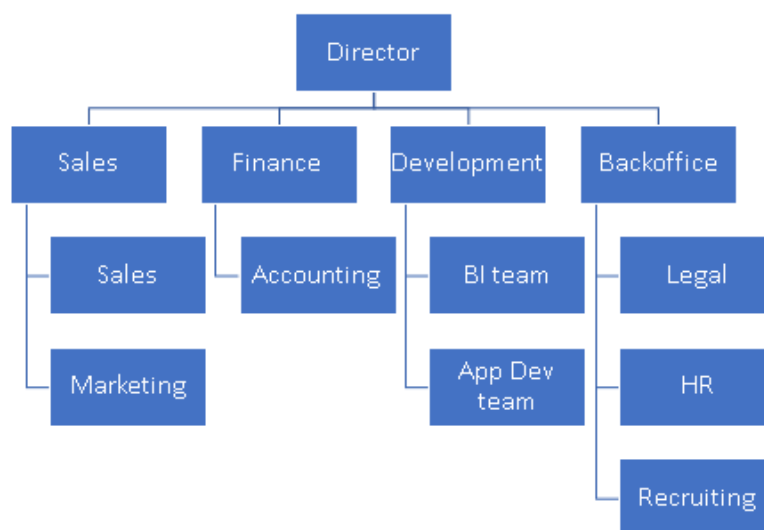 Director
Sales
Finance
Development
Backoffice
Sales
Accounting
BI team
Legal
Marketing
App Dev
team
HR
Recruiting